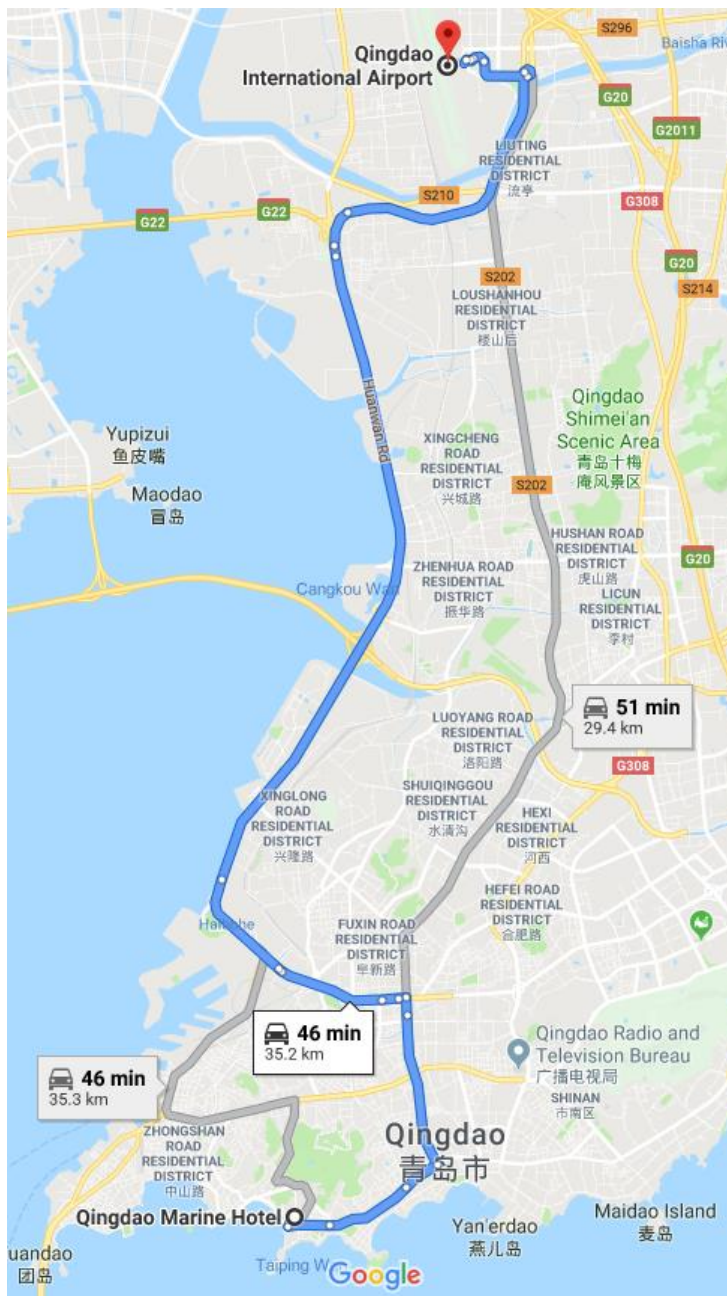 Qingdao
International Airport
S296
Baisha Riv
G20
G2011
LIUTING
RESIDENTIAL
DISTRICT
流亭
S210
G308
G22
G22
G20
S202
S214
LOUSHANHOU
RESIDENTIAL
DISTRICT
楼山后
Huanwan Rd
Qingdao
Shimei'an
Scenic Area
青岛十梅
庵风景区
Yupizui
鱼皮嘴
XINGCHENG
ROAD
RESIDENTIAL
DISTRICT
兴城路
S202
Maodao
冒岛
HUSHAN ROAD
RESIDENTIAL
DISTRICT
虎山路
G20
ZHENHUA ROAD
RESIDENTIAL
DISTRICT
振华路
Cangkou Wan
LICUN
RESIDENTIAL
DISTRICT
李村
51 min
29.4 km
LUOYANG ROAD
RESIDENTIAL
DISTRICT
洛阳路
G308
SHUIQINGGOU
RESIDENTIAL
DISTRICT
水清沟
XINGLONG
ROAD
RESIDENTIAL
DISTRICT
兴隆路
HEXI
RESIDENTIAL
DISTRICT
河西
HEFEI ROAD
RESIDENTIAL
DISTRICT
合肥路
FUXIN ROAD
RESIDENTIAL
DISTRICT
阜新路
46 min
35.2 km
Qingdao Radio and
Television Bureau
广播电视局
46 min
35.3 km
SHINAN
市南区
ZHONGSHAN
ROAD
RESIDENTIAL
DISTRICT
中山路
Qingdao
青岛市
Qingdao Marine Hotel
Maidao Island
麦岛
Yan'erdao
燕儿岛
uandao
团岛
Taiping W
Google